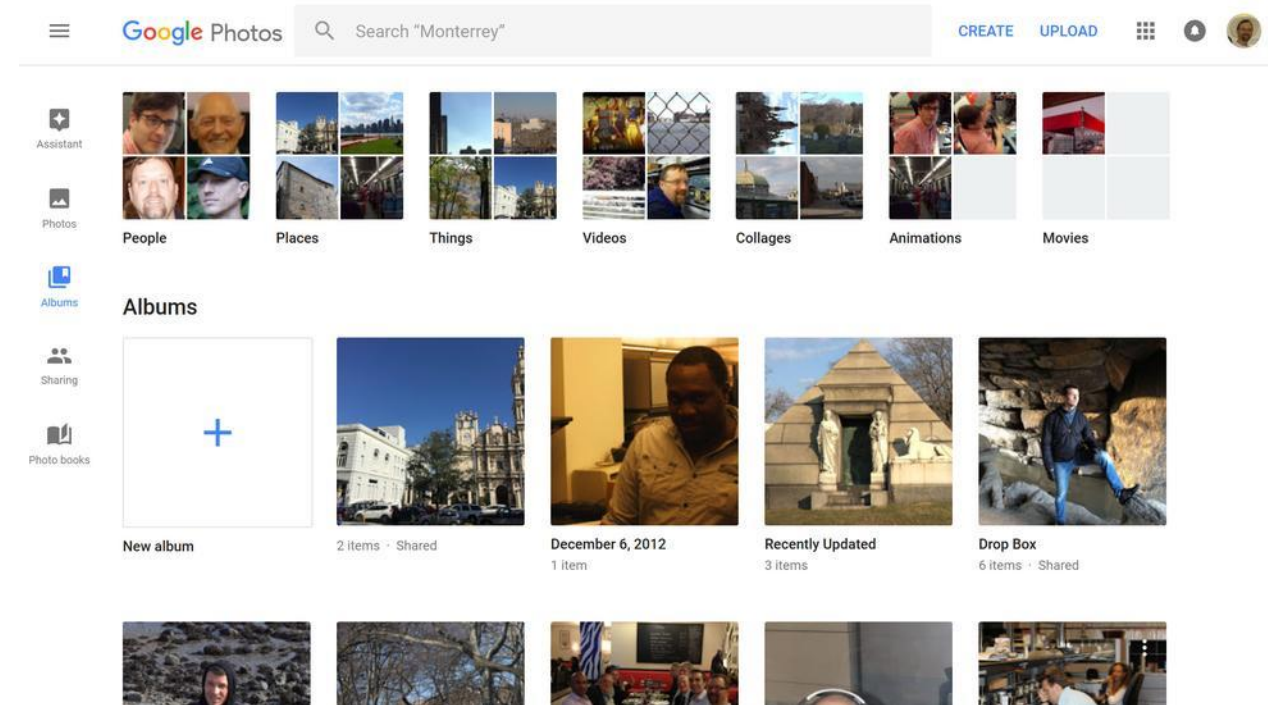 Google Photos
Search "Monterrey"
CREATE
UPLOAD
Assistant
Photos
Albums
Sharing
Photo books
People
Places
Things
Videos
Collages
Animations
Movies
Albums
New album
2 items · Shared
December 6, 2012
1 item
Recently Updated
3 items
Drop Box
6 items · Shared